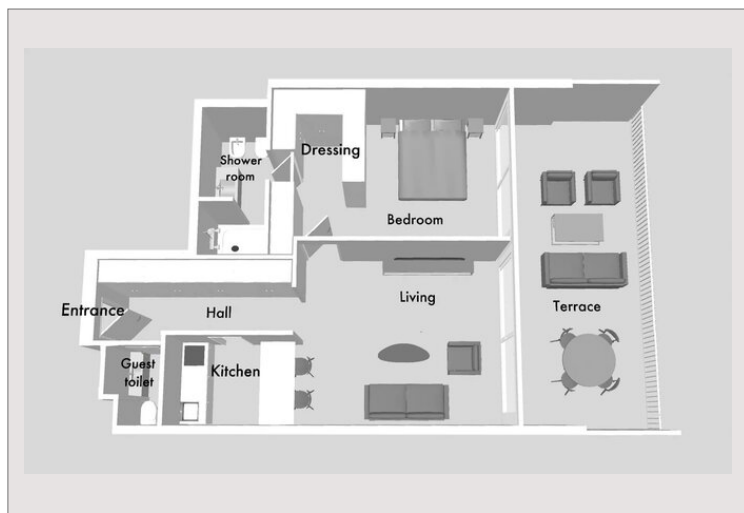 Dressing
Shower
room
Bedroom
Living
Entrance
Hall
Terrace
Guest
toilet
Kitchen